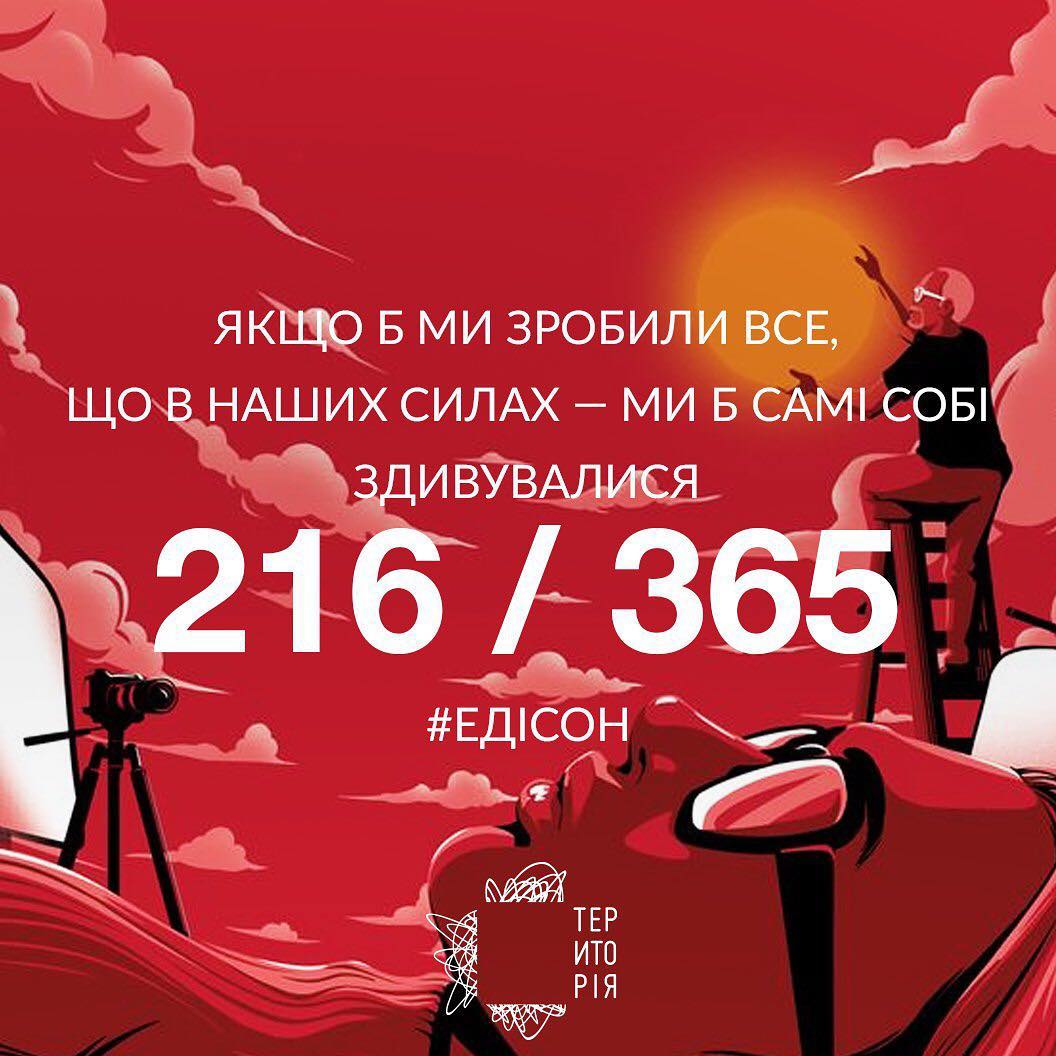 ЯКЩО Б МИ ЗРОБИЛИ ВСЕ,
ЩО В НАШИХ СИЛАХ — МИ Б САМІ СОБІ
ЗДИВУВАЛИСЯ
216 / 365
#ЕДІСОН
ТЕР
ИТО
РІЯ